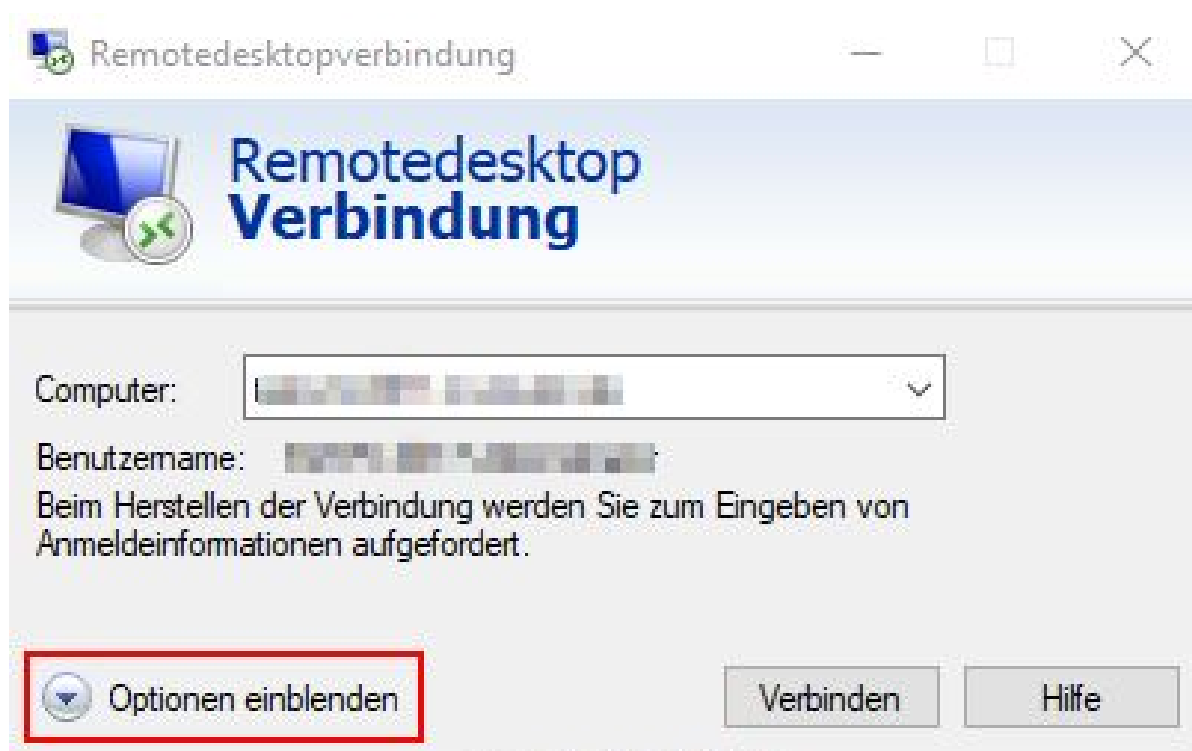 Remotedesktopverbindung
Remotedesktop
Verbindung
Computer:
Benutzername:
Beim Herstellen der Verbindung werden Sie zum Eingeben von
Anmeldeinformationen aufgefordert.
Optionen einblenden
Verbinden
Hilfe